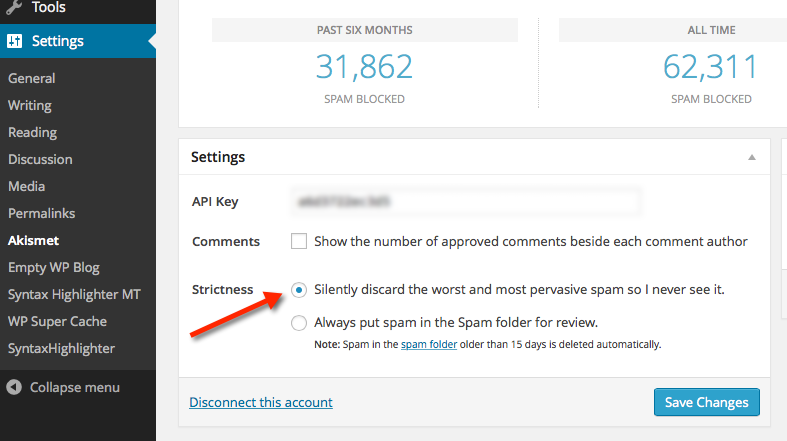 Tools
Settings
General
Writing
Reading
Discussion
Media
Permalinks
Akismet
Empty WP Blog
Syntax Highlighter MT
WP Super Cache
SyntaxHighlighter
Collapse menu
PAST SIX MONTHS
31,862
SPAM BLOCKED
ALL TIME
62,311
SPAM BLOCKED
Settings
API Key
Comments
Show the number of approved comments beside each comment author
Strictness
Silently discard the worst and most pervasive spam so I never see it.
Always put spam in the Spam folder for review.
Note: Spam in the spam folder older than 15 days is deleted automatically.
Disconnect this account
Save Changes